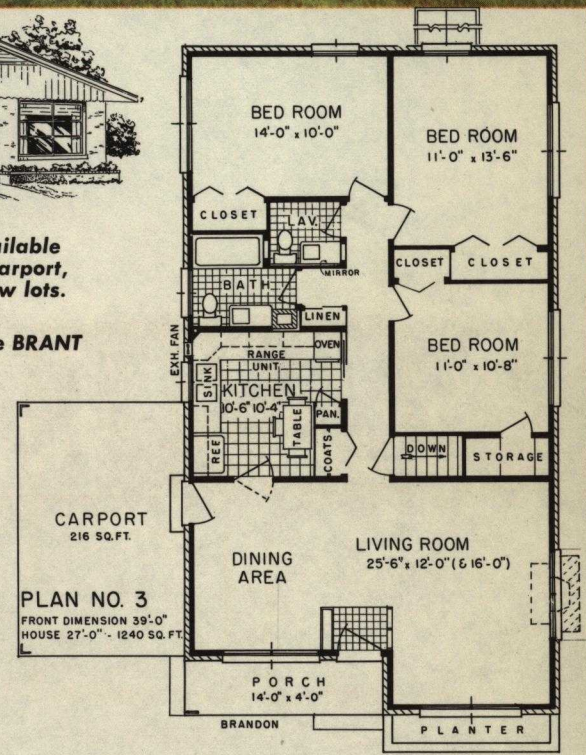 BED ROOM
14'-0" x 10'-0"
BED ROOM
11'-0" x 13'-6"
CLOSET
LAV.
CLOSET
CLOSET
MIRROR
BATH
LINEN
BED ROOM
11'-0" x 10'-8"
EXH. FAN
RANGE
UNIT
OVEN
SINK
KITCHEN
10'-6" 10'-4"
TABLE
PAN.
COATS
REE
DOWN
STORAGE
ilable
arport,
w lots.
e BRANT
CARPORT
216 SQ.FT.
DINING
AREA
LIVING ROOM
25'-6" x 12'-0" (& 16'-0")
PLAN NO. 3
FRONT DIMENSION 39'-0"
HOUSE 27'-0" - 1240 SQ. FT.
PORCH
14'-0" x 4'-0"
BRANDON
PLANTER